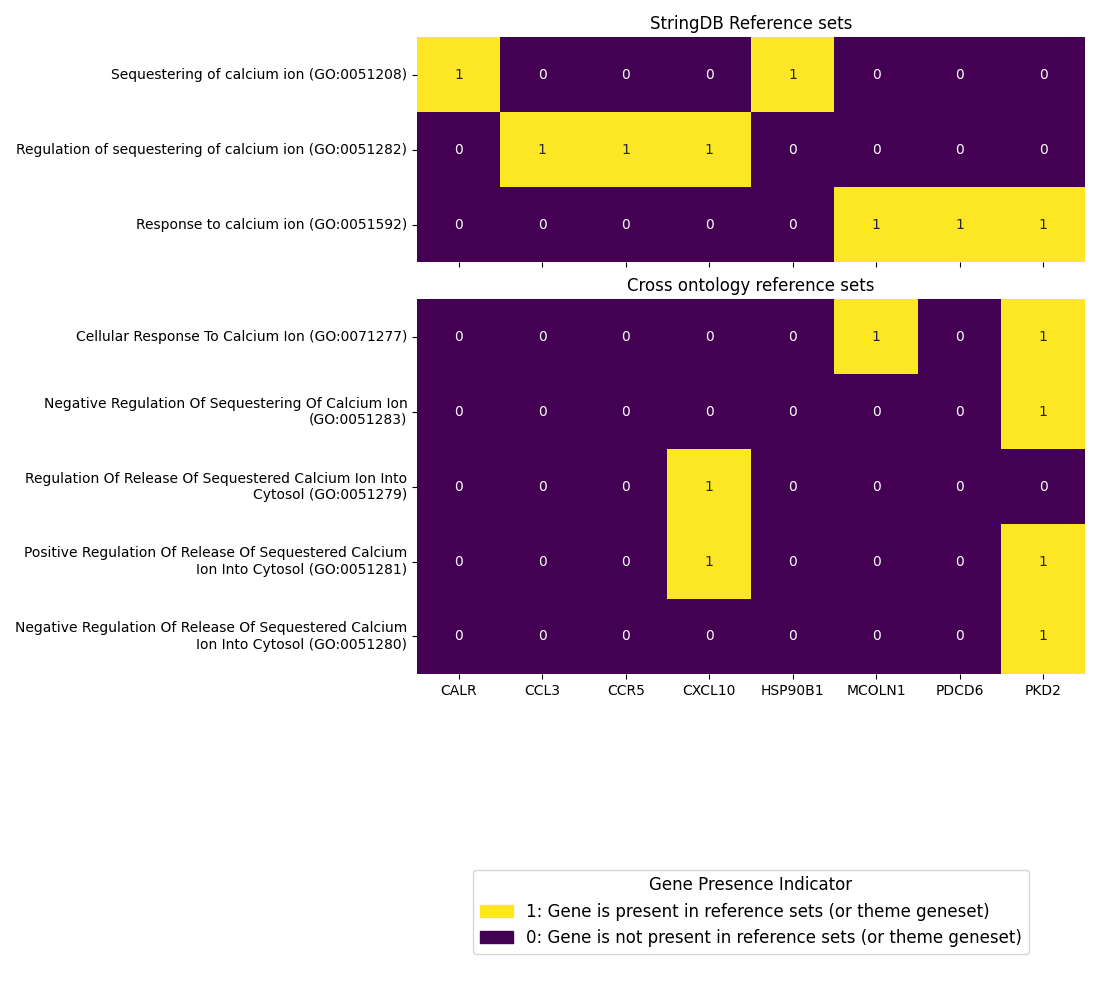 StringDB Reference sets
Sequestering of calcium ion (GO:0051208)
1 0 0 0 1 0 0 0
Regulation of sequestering of calcium ion (GO:0051282)
0 1 1 1 0 0 0 0
Response to calcium ion (GO:0051592)
0 0 0 0 0 1 1 1
Cross ontology reference sets
Cellular Response To Calcium Ion (GO:0071277)
0 0 0 0 0 1 0 1
Negative Regulation Of Sequestering Of Calcium Ion
(GO:0051283)
0 0 0 0 0 0 0 1
Regulation Of Release Of Sequestered Calcium Ion Into
Cytosol (GO:0051279)
0 0 0 1 0 0 0 0
Positive Regulation Of Release Of Sequestered Calcium
Ion Into Cytosol (GO:0051281)
0 0 0 1 0 0 0 1
Negative Regulation Of Release Of Sequestered Calcium
Ion Into Cytosol (GO:0051280)
0 0 0 0 0 0 0 1
CALR CCL3 CCR5 CXCL10 HSP90B1 MCOLN1 PDCD6 PKD2
Gene Presence Indicator
1: Gene is present in reference sets (or theme geneset)
0: Gene is not present in reference sets (or theme geneset)